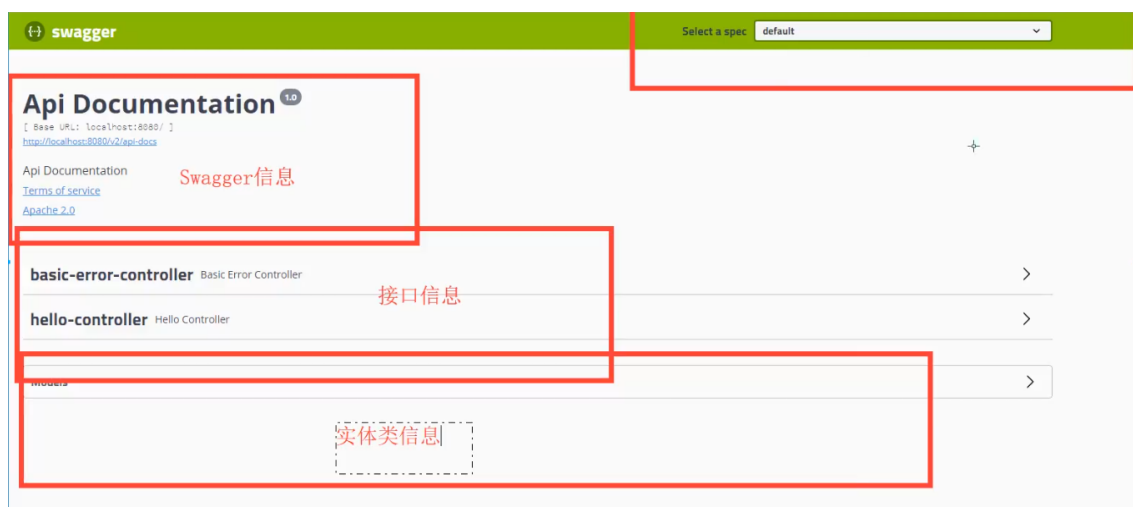 swagger
Select a spec default
Api Documentation 1.0
[ Base URL: localhost:8080/ ]
http://localhost:8080/v2/api-docs
Api Documentation
Swagger信息
Terms of service
Apache 2.0
basic-error-controller Basic Error Controller
接口信息
hello-controller Hello Controller
Models
实体类信息